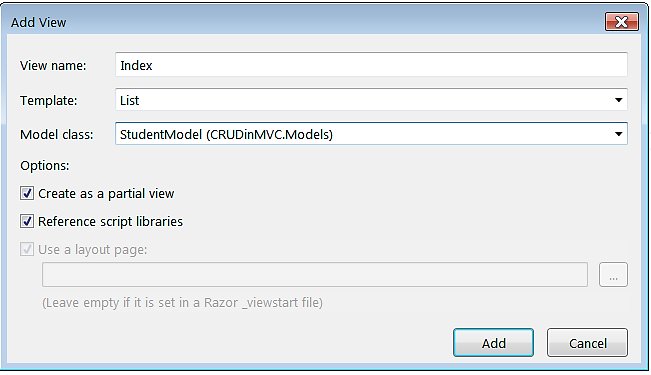 Add View
View name: Index
Template: List
Model class: StudentModel (CRUDinMVC.Models)
Options:
Create as a partial view
Reference script libraries
Use a layout page:
...
(Leave empty if it is set in a Razor _viewstart file)
Add Cancel